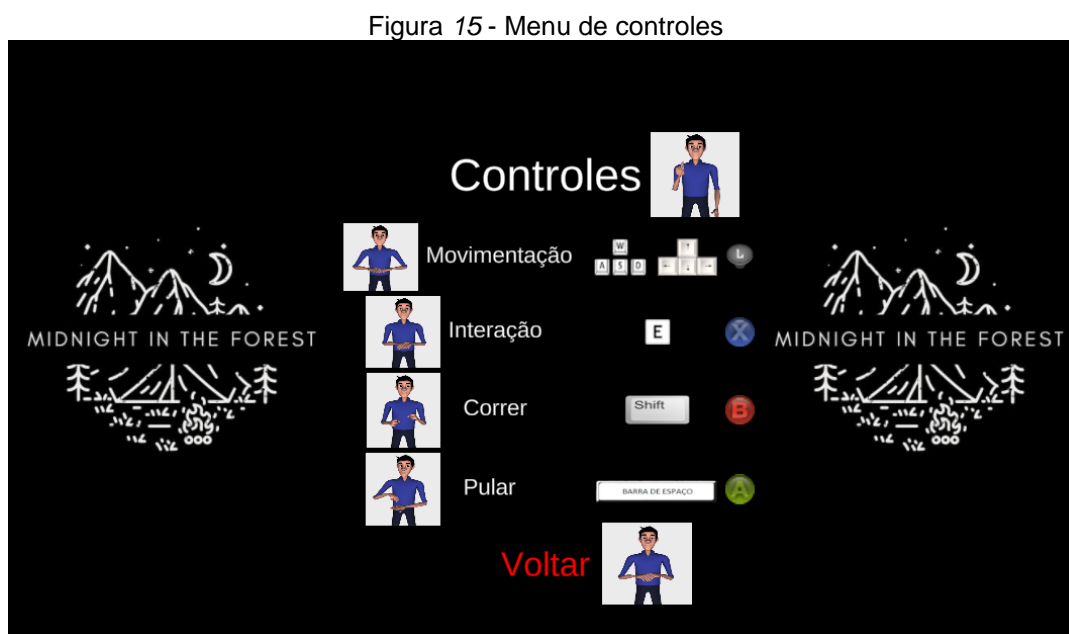 Figura 15 - Menu de controles
Controles
Movimentação W A S D ↑ ← ↓ → L
MIDNIGHT IN THE FOREST
Interação E X
MIDNIGHT IN THE FOREST
Correr Shift B
Pular BARRA DE ESPAÇO A
Voltar